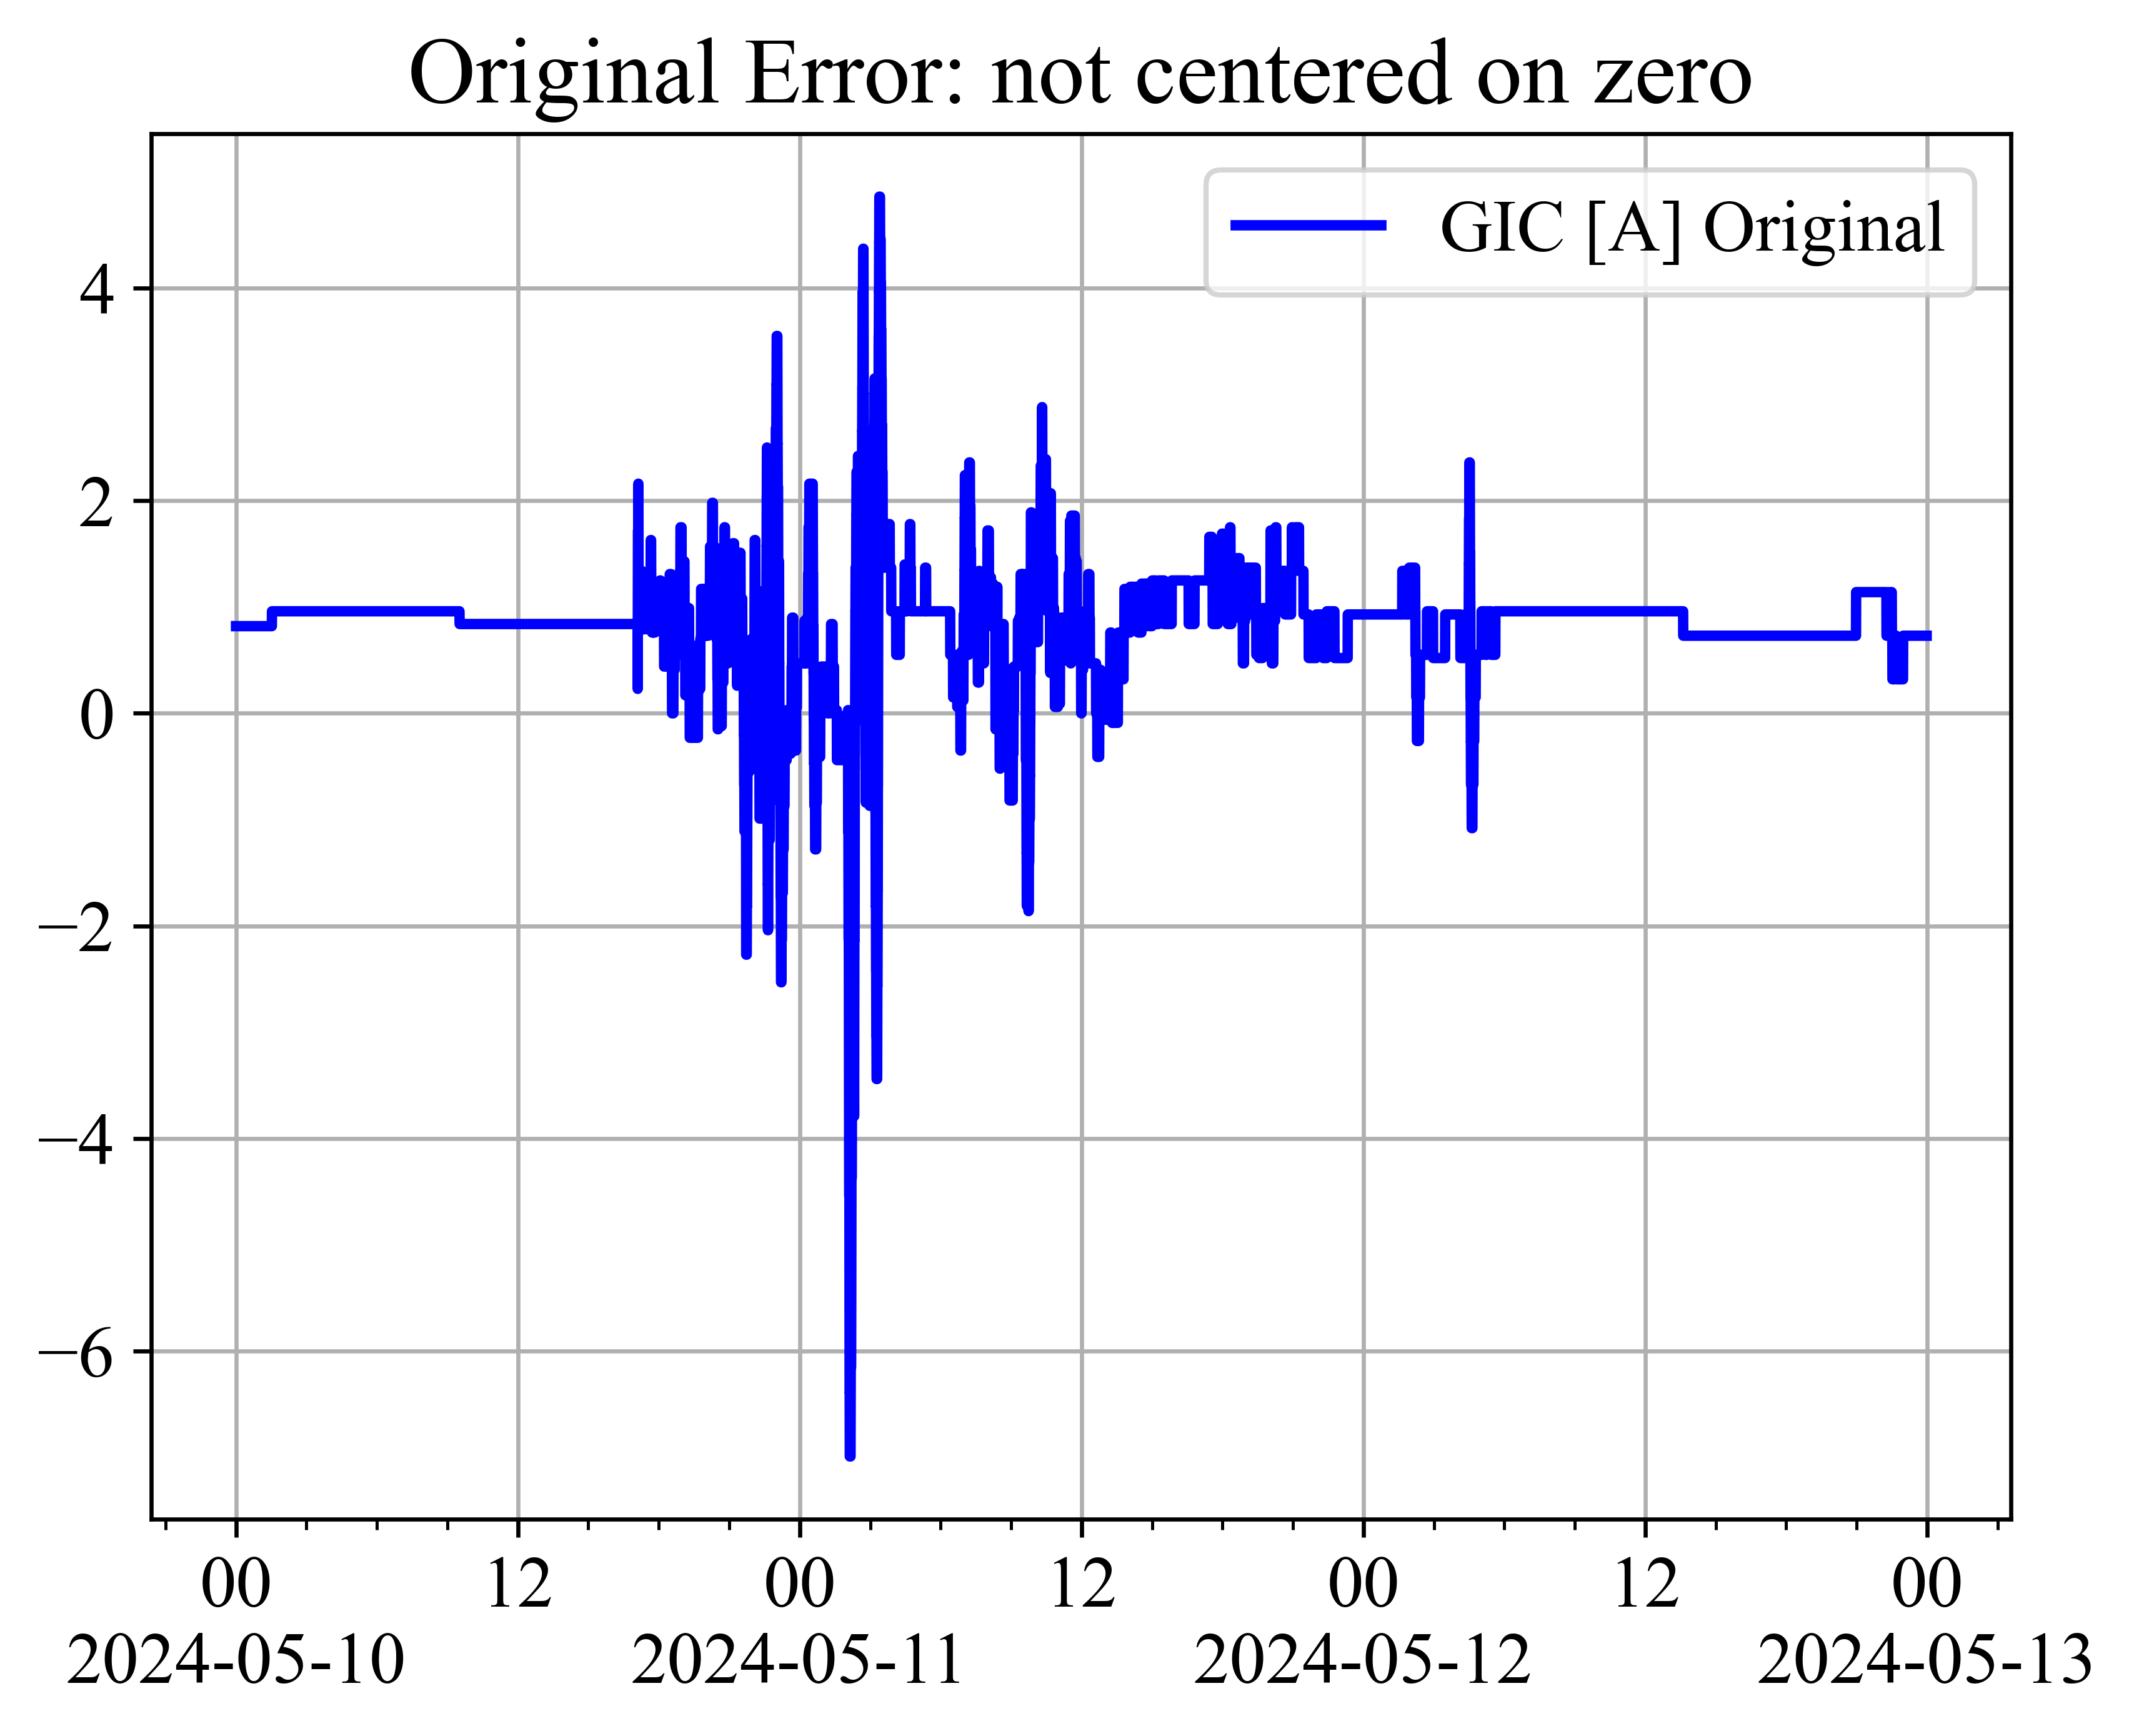 Original Error: not centered on zero
GIC [A] Original
4
2
0
−2
−4
−6
00 12 00 12 00 12 00
2024-05-10 2024-05-11 2024-05-12 2024-05-13